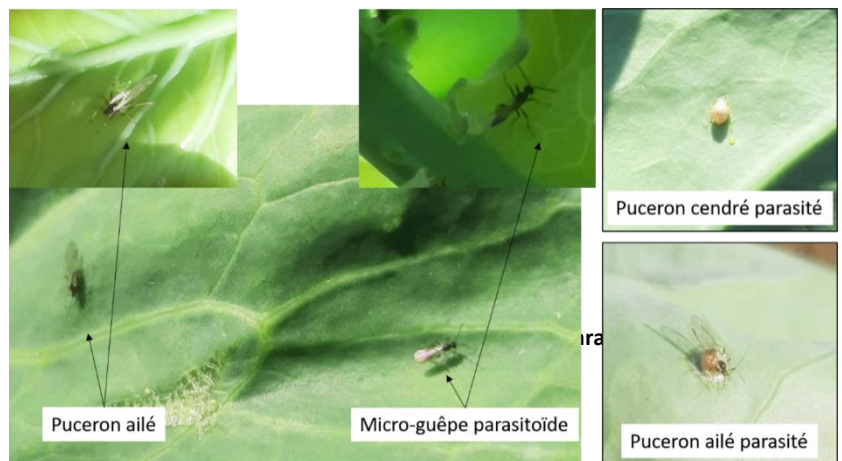 Puceron cendré parasité
Puceron ailé
Micro-guêpe parasitoïde
Puceron ailé parasité